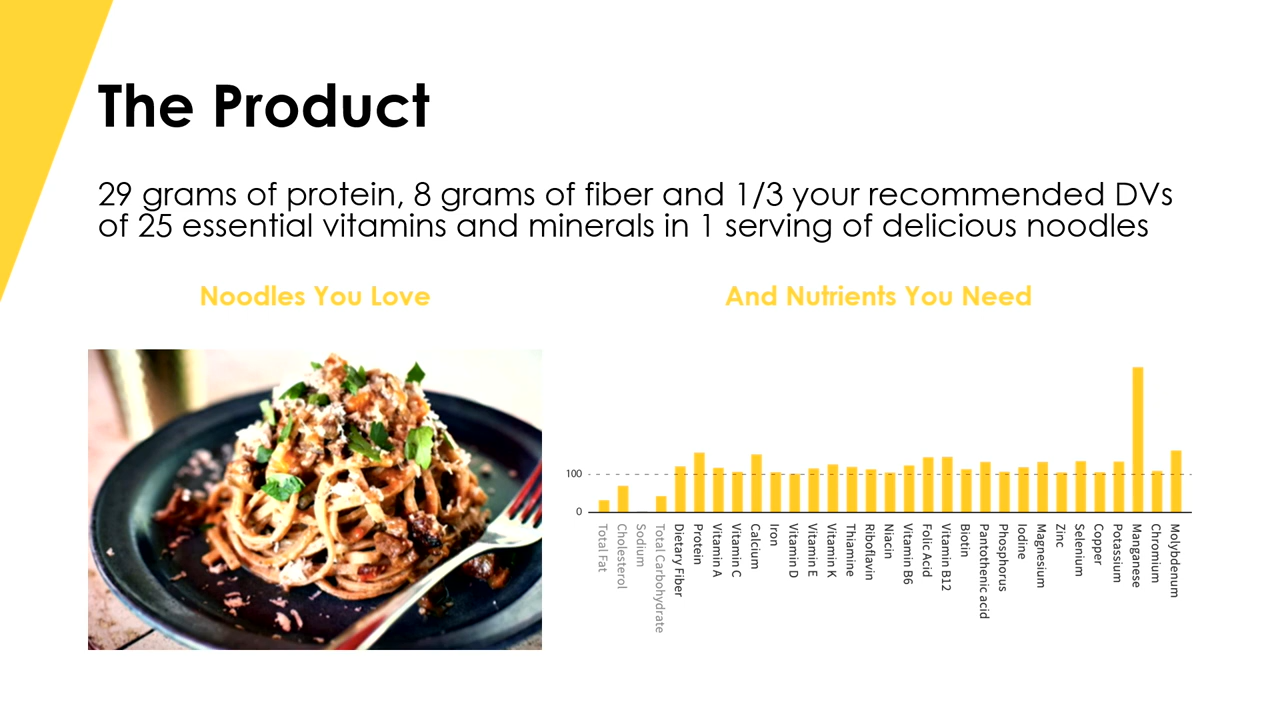 The Product
29 grams of protein, 8 grams of fiber and 1/3 your recommended DVs
of 25 essential vitamins and minerals in 1 serving of delicious noodles
Noodles You Love
And Nutrients You Need
100
0
Total Fat
Cholesterol
Sodium
Total Carbohydrate
Dietary Fiber
Protein
Vitamin A
Vitamin C
Calcium
Iron
Vitamin D
Vitamin E
Vitamin K
Thiamine
Riboflavin
Niacin
Vitamin B6
Folic Acid
Vitamin B12
Biotin
Pantothenic acid
Phosphorus
Iodine
Magnesium
Zinc
Selenium
Copper
Potassium
Manganese
Chromium
Molybdenum